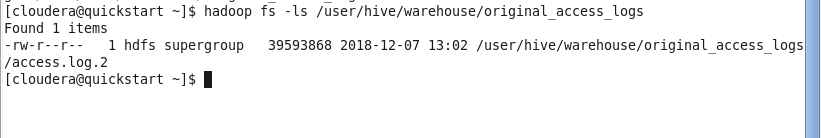 [cloudera@quickstart ~]$ hadoop fs -ls /user/hive/warehouse/original_access_logs
Found 1 items
-rw-r--r--   1 hdfs supergroup   39593868 2018-12-07 13:02 /user/hive/warehouse/original_access_logs
/access.log.2
[cloudera@quickstart ~]$